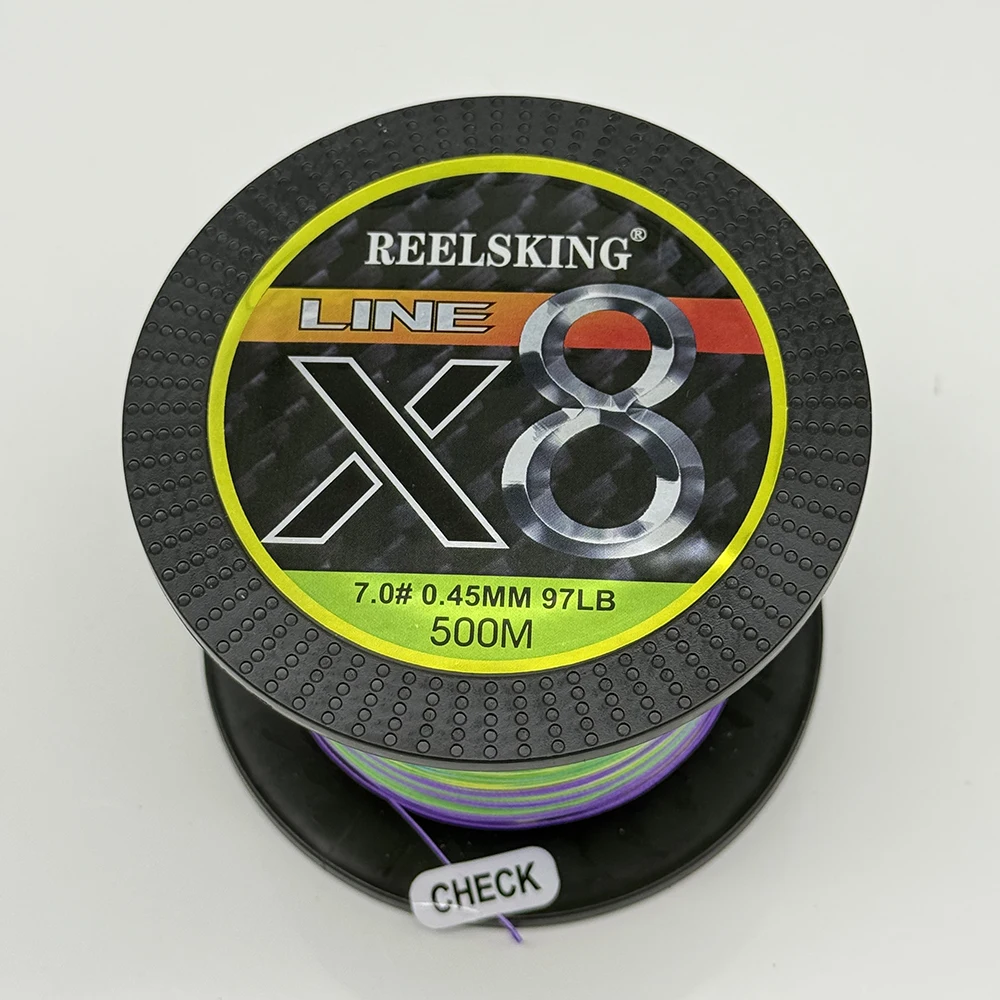 REELSKING®
LINE
X8
7.0# 0.45MM 97LB
500M
CHECK